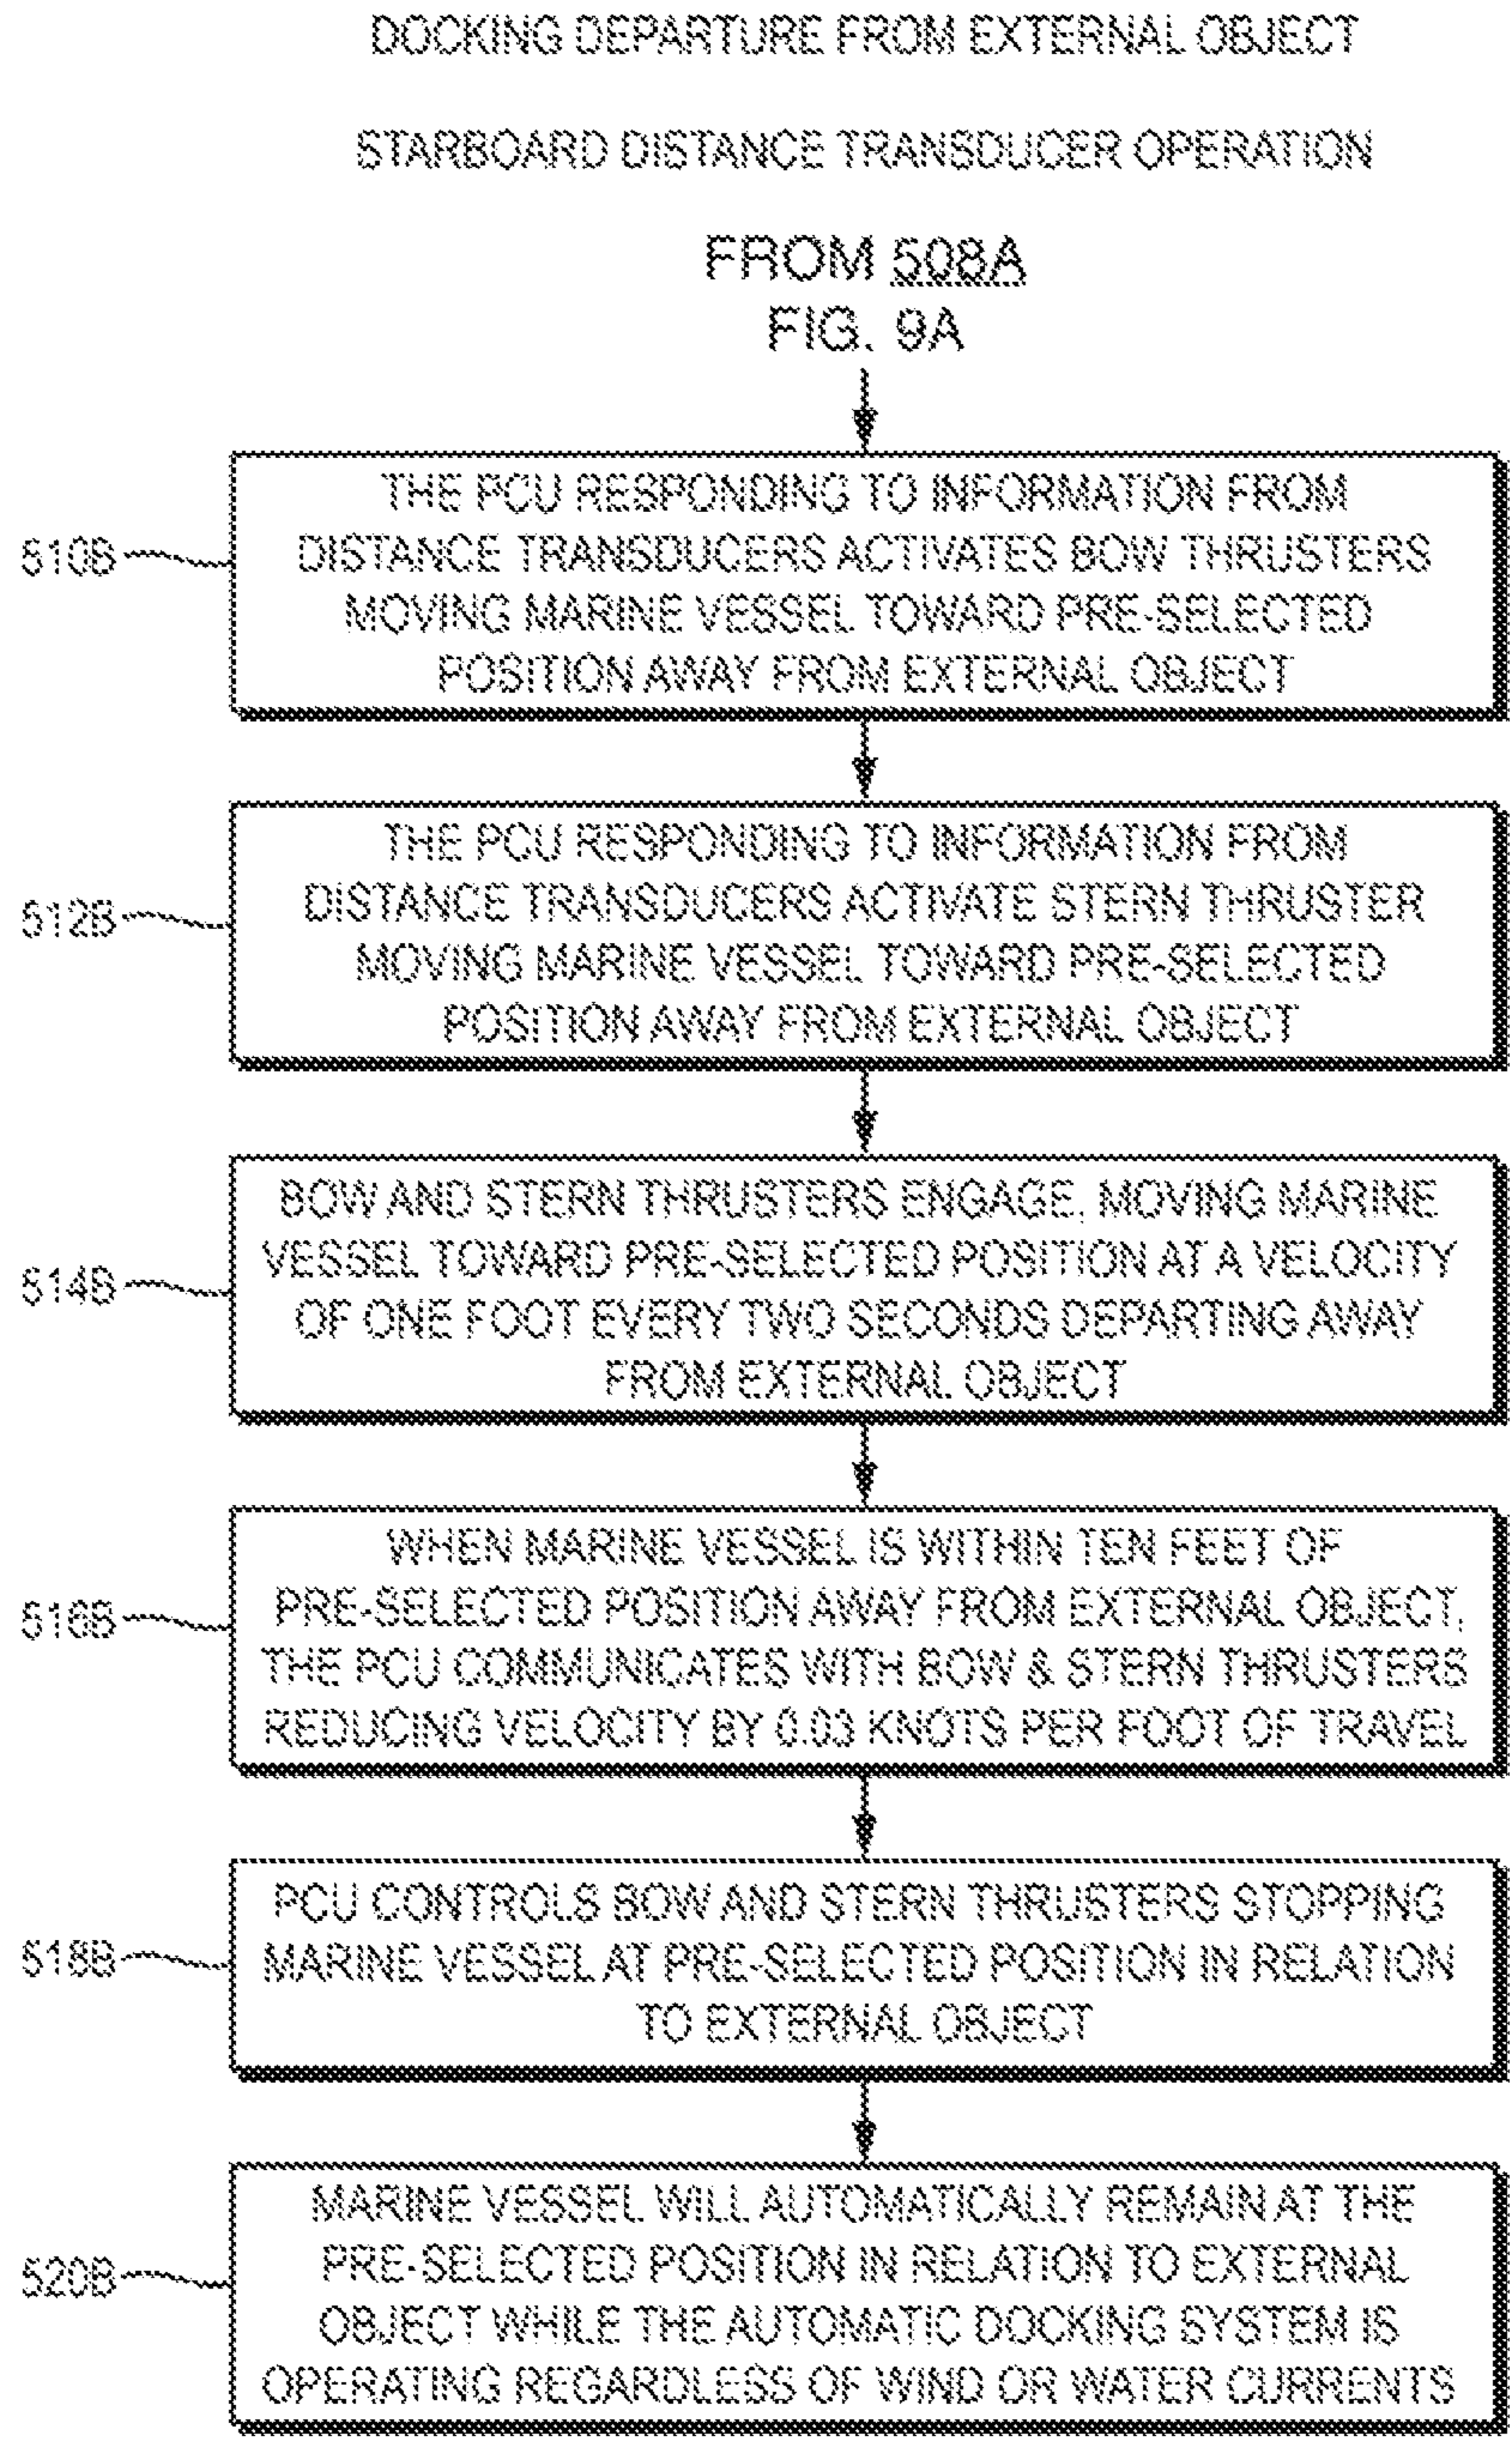 DOCKING DEPARTURE FROM EXTERNAL OBJECT
STARBOARD DISTANCE TRANSDUCER OPERATION
FROM 508A
FIG. 9A
510B
THE PCU RESPONDING TO INFORMATION FROM
DISTANCE TRANSDUCERS ACTIVATES BOW THRUSTERS
MOVING MARINE VESSEL TOWARD PRE-SELECTED
POSITION AWAY FROM EXTERNAL OBJECT
512B
THE PCU RESPONDING TO INFORMATION FROM
DISTANCE TRANSDUCERS ACTIVATE STERN THRUSTER
MOVING MARINE VESSEL TOWARD PRE-SELECTED
POSITION AWAY FROM EXTERNAL OBJECT
514B
BOW AND STERN THRUSTERS ENGAGE, MOVING MARINE
VESSEL TOWARD PRE-SELECTED POSITION AT A VELOCITY
OF ONE FOOT EVERY TWO SECONDS DEPARTING AWAY
FROM EXTERNAL OBJECT
516B
WHEN MARINE VESSEL IS WITHIN TEN FEET OF
PRE-SELECTED POSITION AWAY FROM EXTERNAL OBJECT,
THE PCU COMMUNICATES WITH BOW & STERN THRUSTERS
REDUCING VELOCITY BY 0.03 KNOTS PER FOOT OF TRAVEL
518B
PCU CONTROLS BOW AND STERN THRUSTERS STOPPING
MARINE VESSEL AT PRE-SELECTED POSITION IN RELATION
TO EXTERNAL OBJECT
520B
MARINE VESSEL WILL AUTOMATICALLY REMAIN AT THE
PRE-SELECTED POSITION IN RELATION TO EXTERNAL
OBJECT WHILE THE AUTOMATIC DOCKING SYSTEM IS
OPERATING REGARDLESS OF WIND OR WATER CURRENTS